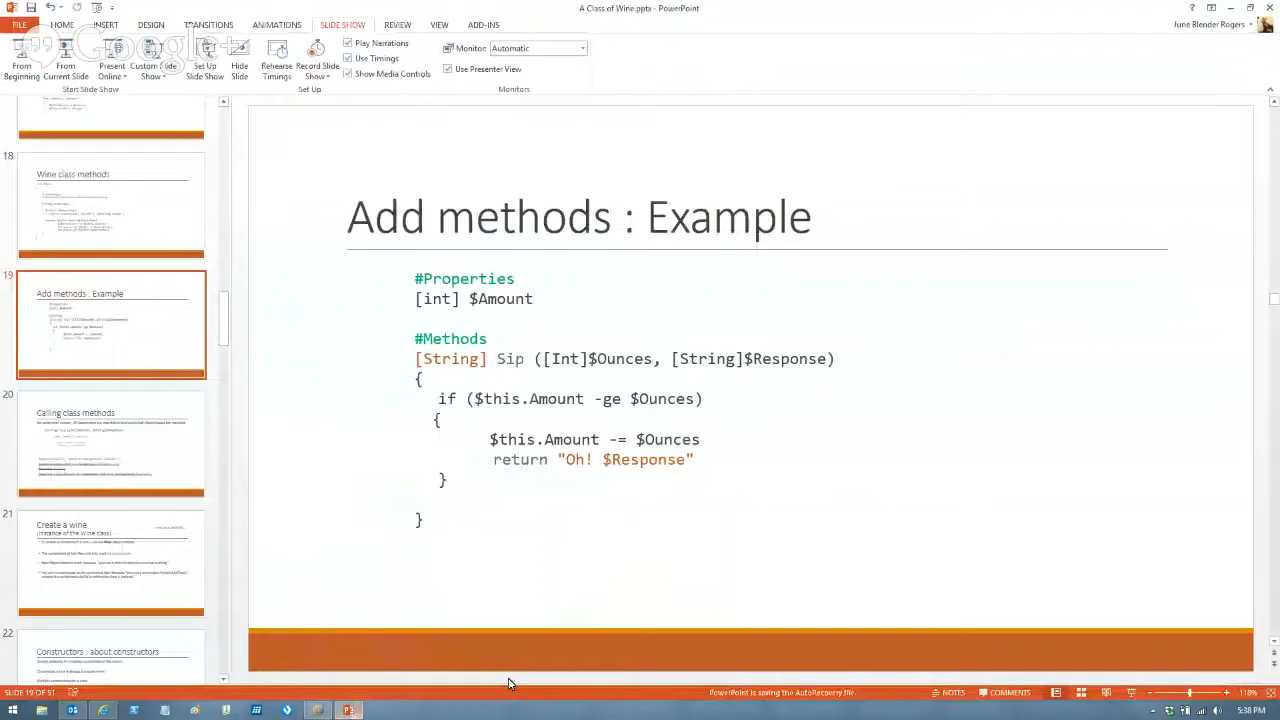 A Class of Wine.pptx - PowerPoint
FILE HOME INSERT DESIGN TRANSITIONS ANIMATIONS SLIDE SHOW REVIEW VIEW ADD-INS
June Blender Rogers
Google+
From Beginning
From Current Slide
Present Online
Custom Slide Show
Set Up Slide Show
Hide Slide
Rehearse Timings
Record Slide Show
Play Narrations
Use Timings
Show Media Controls
Monitor: Automatic
Use Presenter View
Start Slide Show
Set Up
Monitors
18
Wine class methods
19
Add methods : Example
20
Calling class methods
21
Create a wine
(instance of the Wine class)
22
Constructors : about constructors
Add methods : Example
#Properties
[int] $Amount
#Methods
[String] Sip ([Int]$Ounces, [String]$Response)
{
if ($this.Amount -ge $Ounces)
{
$this.Amount -= $Ounces
return "Oh! $Response"
}
}
SLIDE 19 OF 51
PowerPoint is saving the AutoRecovery file.
NOTES
COMMENTS
118%
5:38 PM